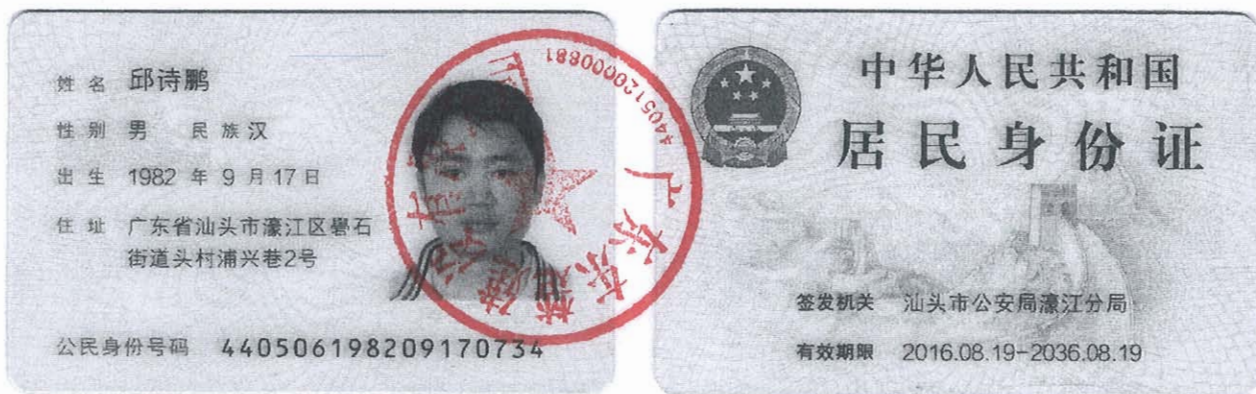 姓名 邱诗鹏
性别 男 民族 汉
出生 1982 年 9 月 17 日
住址 广东省汕头市濠江区礐石
街道头村浦兴巷2号
公民身份号码 440506198209170734
4405120000881
中华人民共和国
居民身份证
签发机关 汕头市公安局濠江分局
有效期限 2016.08.19-2036.08.19